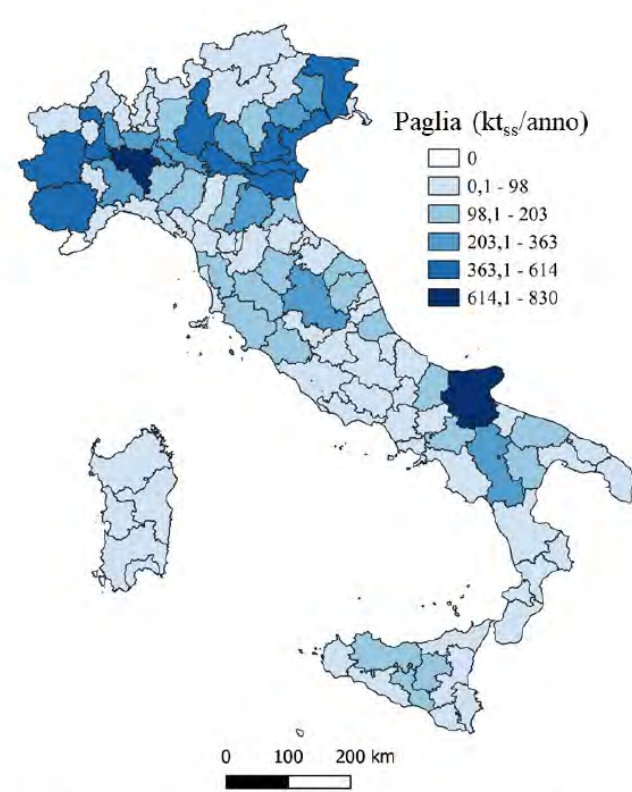 Paglia (ktss/anno)
0
0,1 - 98
98,1 - 203
203,1 - 363
363,1 - 614
614,1 - 830
0 100 200 km